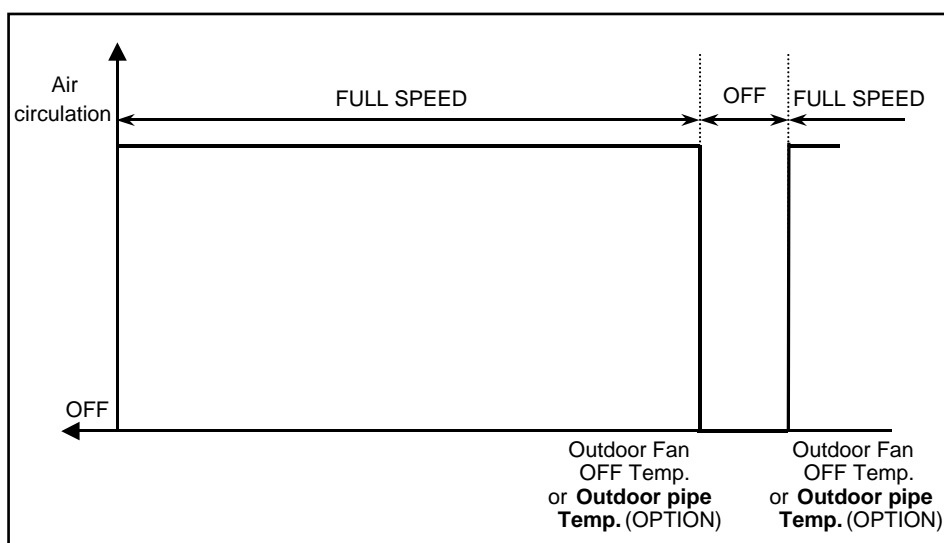 Air
circulation
FULL SPEED
OFF
FULL SPEED
OFF
Outdoor Fan
OFF Temp.
or Outdoor pipe
Temp. (OPTION)
Outdoor Fan
OFF Temp.
or Outdoor pipe
Temp. (OPTION)